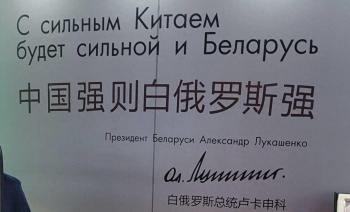 С сильным Китаем
будет сильной и Беларусь
中国强则白俄罗斯强
Президент Беларуси Александр Лукашенко
白俄罗斯总统卢卡申科